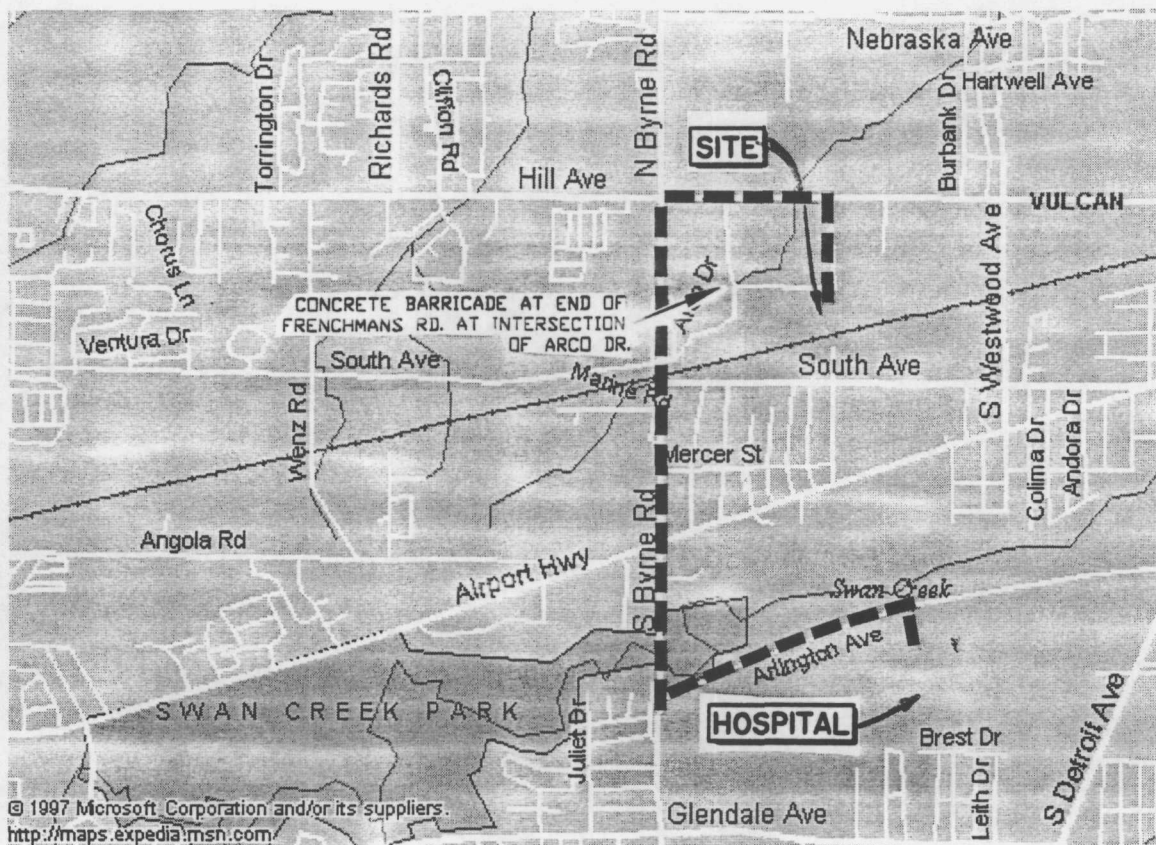 Nebraska Ave
Hartwell Ave
Torrington Dr
Richards Rd
Clifton Rd
N Byrne Rd
SITE
Burbank Dr
Hill Ave
VULCAN
Chorus Ln
S Westwood Ave
Arco Dr
CONCRETE BARRICADE AT END OF
FRENCHMANS RD. AT INTERSECTION
OF ARCO DR.
Ventura Dr
South Ave
South Ave
Marine Rd
Wenz Rd
Mercer St
Colima Dr
Andora Dr
Angola Rd
Airport Hwy
S Byrne Rd
Swan Creek
Arlington Ave
SWAN CREEK PARK
Juliet Dr
HOSPITAL
Brest Dr
Leith Dr
S Detroit Ave
Glendale Ave
© 1997 Microsoft Corporation and/or its suppliers.
http://maps.expedia.msn.com/